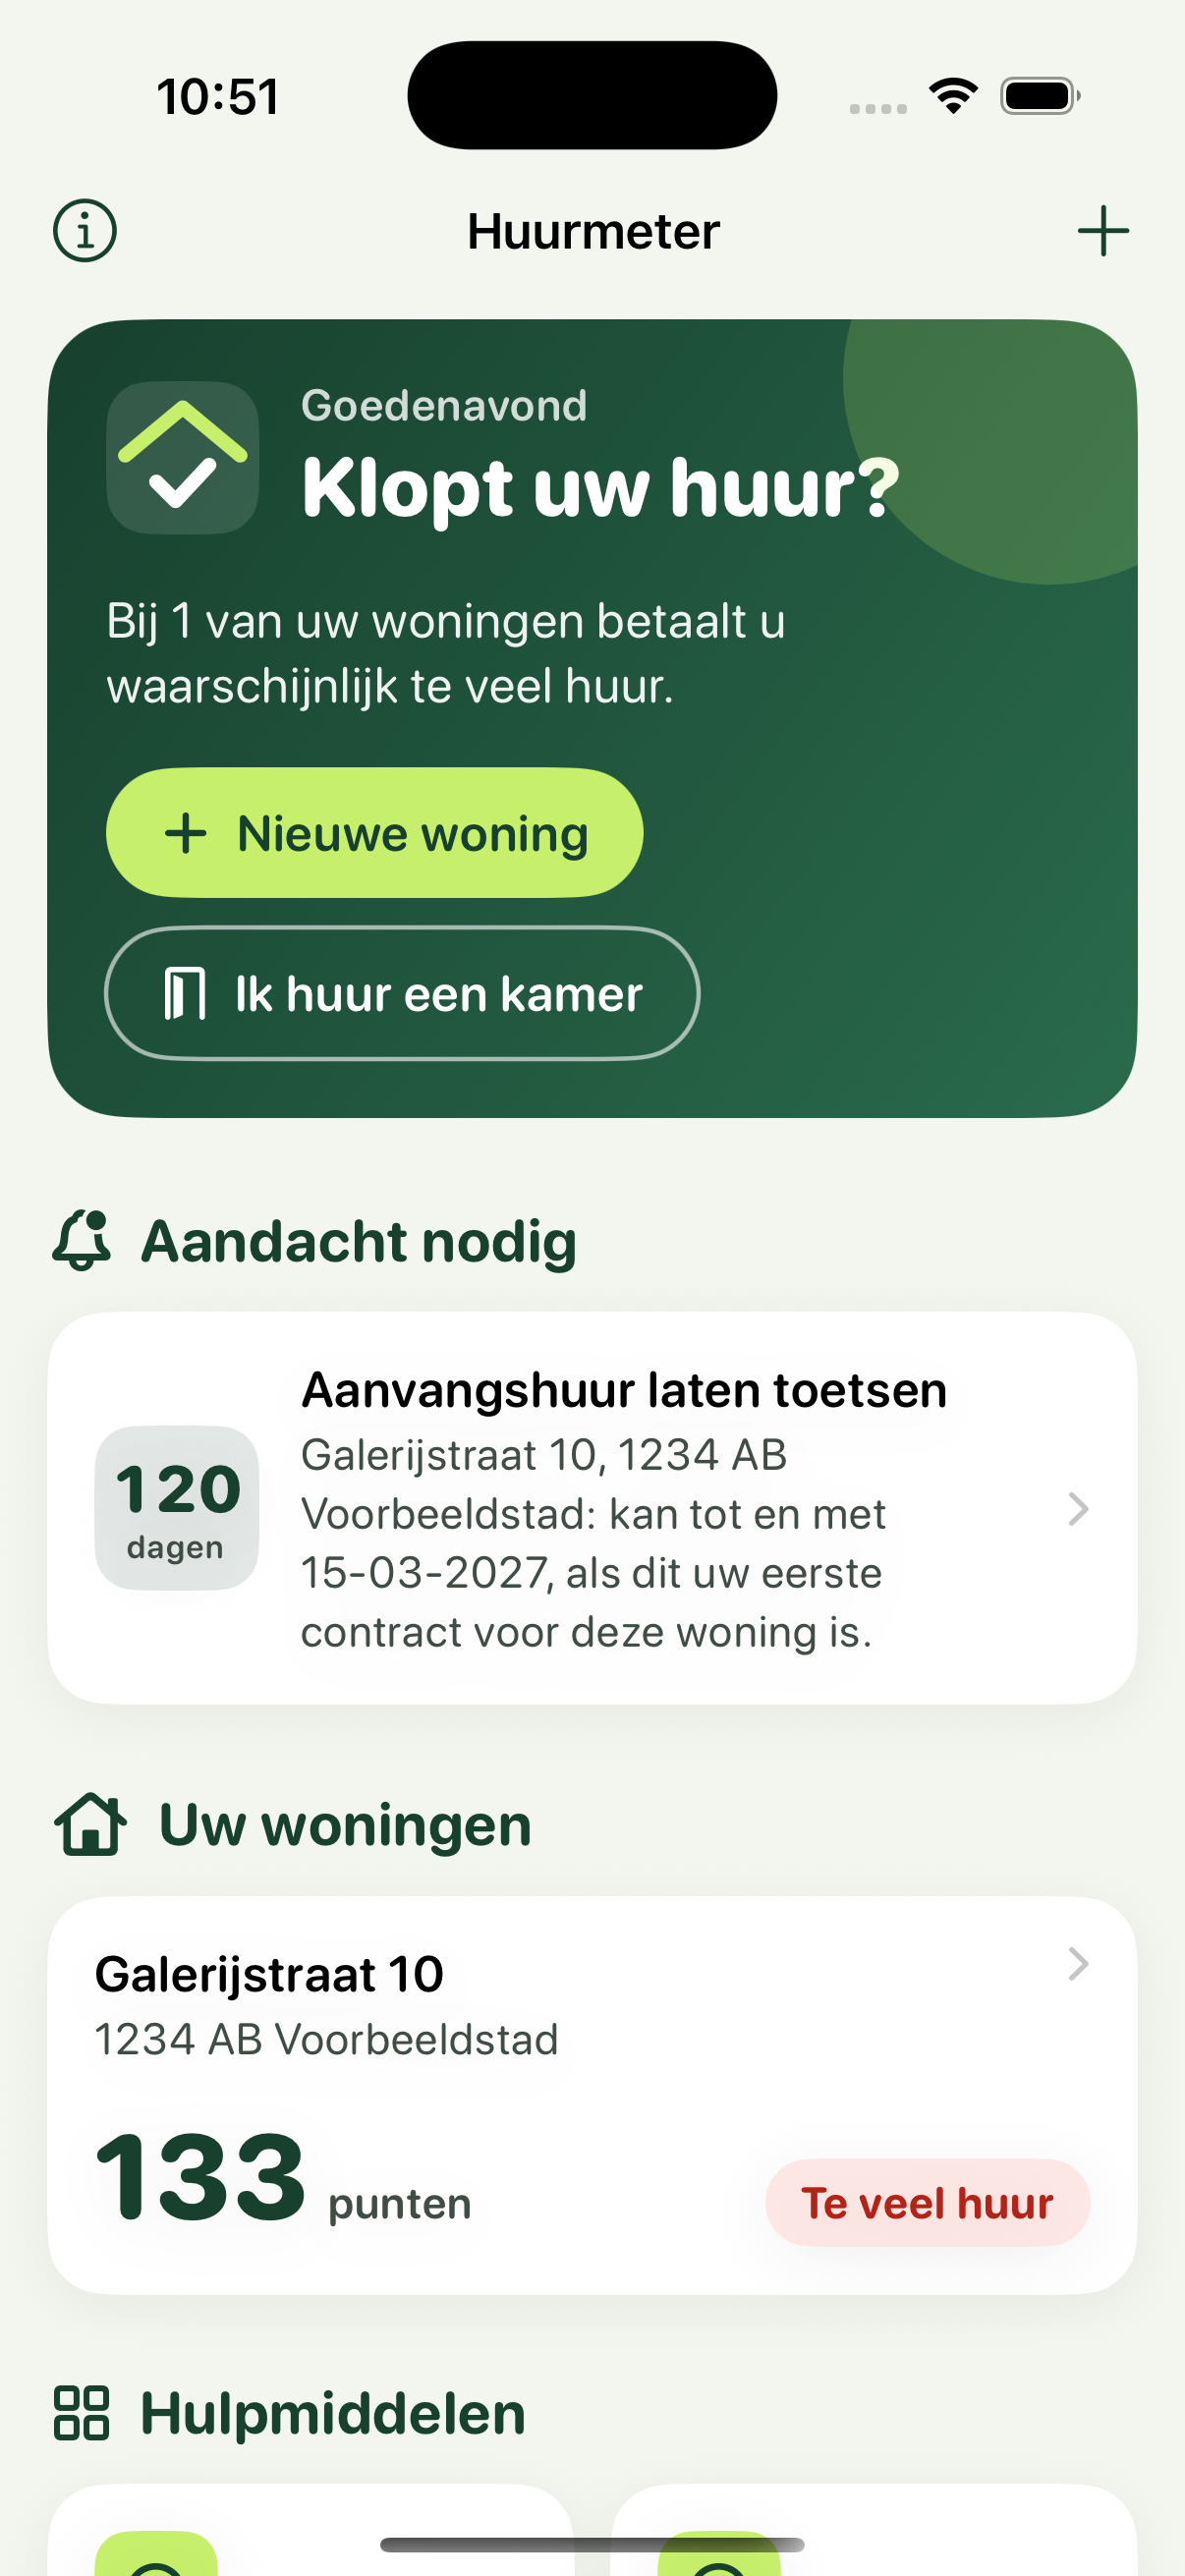 10:51
Huurmeter
Goedenavond
Klopt uw huur?
Bij 1 van uw woningen betaalt u
waarschijnlijk te veel huur.
Nieuwe woning
Ik huur een kamer
Aandacht nodig
Aanvangshuur laten toetsen
120
dagen
Galerijstraat 10, 1234 AB
Voorbeeldstad: kan tot en met
15-03-2027, als dit uw eerste
contract voor deze woning is.
Uw woningen
Galerijstraat 10
1234 AB Voorbeeldstad
133 punten
Te veel huur
Hulpmiddelen